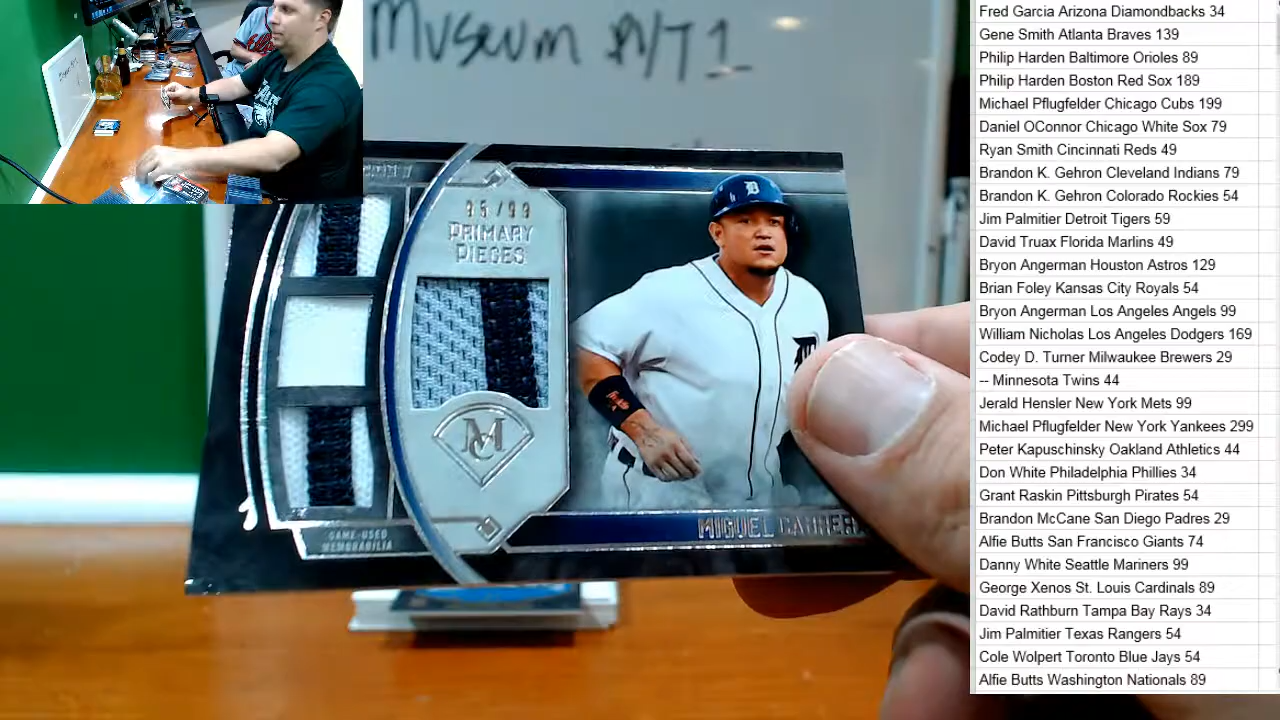 Museum
95/99
PRIMARY
PIECES
MC
GAME-USED
MEMORABILIA
MIGUEL
D
Fred Garcia Arizona Diamondbacks 34
Gene Smith Atlanta Braves 139
Philip Harden Baltimore Orioles 89
Philip Harden Boston Red Sox 189
Michael Pflugfelder Chicago Cubs 199
Daniel OConnor Chicago White Sox 79
Ryan Smith Cincinnati Reds 49
Brandon K. Gehron Cleveland Indians 79
Brandon K. Gehron Colorado Rockies 54
Jim Palmitier Detroit Tigers 59
David Truax Florida Marlins 49
Bryon Angerman Houston Astros 129
Brian Foley Kansas City Royals 54
Bryon Angerman Los Angeles Angels 99
William Nicholas Los Angeles Dodgers 169
Codey D. Turner Milwaukee Brewers 29
-- Minnesota Twins 44
Jerald Hensler New York Mets 99
Michael Pflugfelder New York Yankees 299
Peter Kapuschinsky Oakland Athletics 44
Don White Philadelphia Phillies 34
Grant Raskin Pittsburgh Pirates 54
Brandon McCane San Diego Padres 29
Alfie Butts San Francisco Giants 74
Danny White Seattle Mariners 99
George Xenos St. Louis Cardinals 89
David Rathburn Tampa Bay Rays 34
Jim Palmitier Texas Rangers 54
Cole Wolpert Toronto Blue Jays 54
Alfie Butts Washington Nationals 89